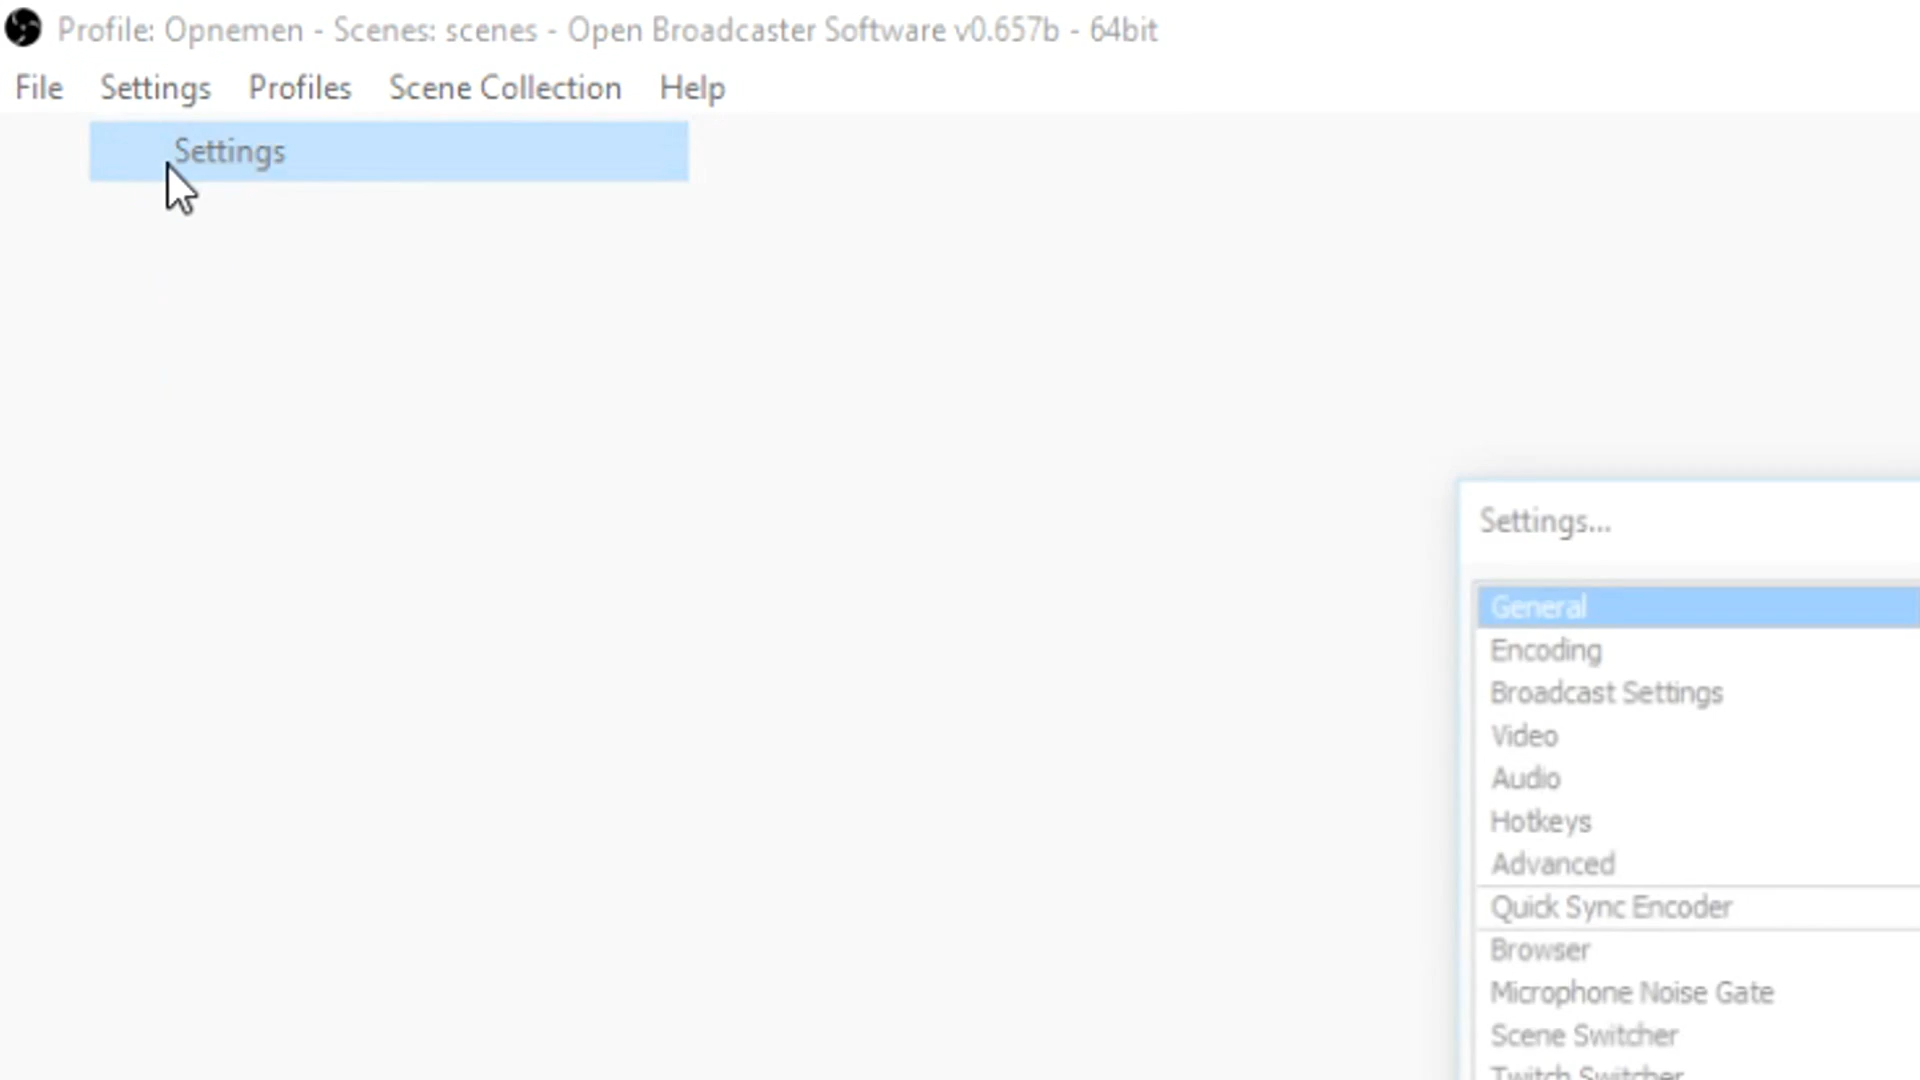 Profile: Opnemen - Scenes: scenes - Open Broadcaster Software v0.657b - 64bit
File Settings Profiles Scene Collection Help
Settings
Settings...
General
Encoding
Broadcast Settings
Video
Audio
Hotkeys
Advanced
Quick Sync Encoder
Browser
Microphone Noise Gate
Scene Switcher
Twitch Switcher